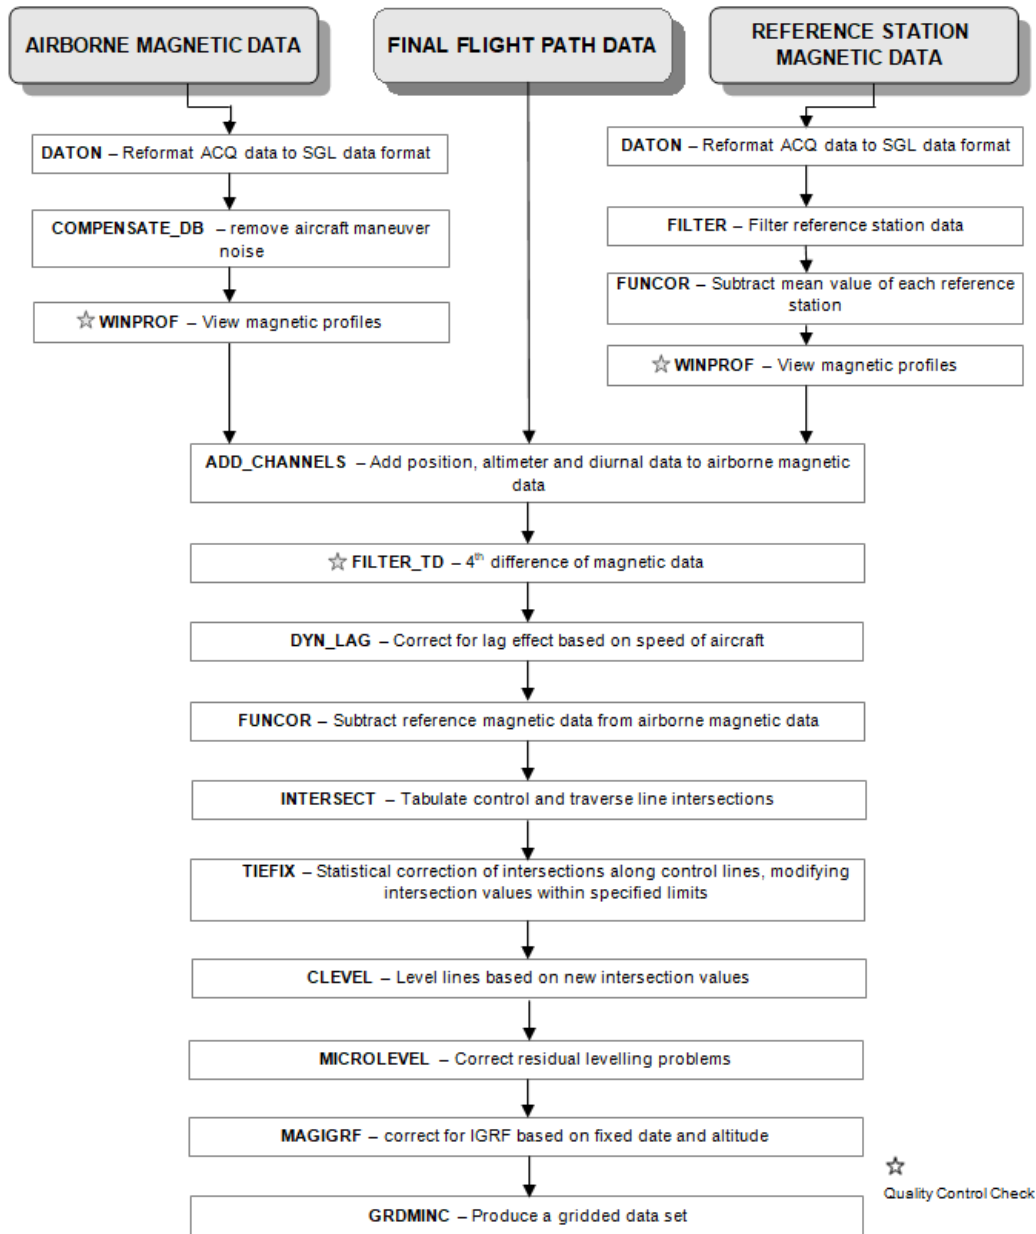 AIRBORNE MAGNETIC DATA
FINAL FLIGHT PATH DATA
REFERENCE STATION
MAGNETIC DATA
DATON – Reformat ACQ data to SGL data format
COMPENSATE_DB – remove aircraft maneuver
noise
☆ WINPROF – View magnetic profiles
DATON – Reformat ACQ data to SGL data format
FILTER – Filter reference station data
FUNCOR – Subtract mean value of each reference
station
☆ WINPROF – View magnetic profiles
ADD_CHANNELS – Add position, altimeter and diurnal data to airborne magnetic
data
☆ FILTER_TD – 4th difference of magnetic data
DYN_LAG – Correct for lag effect based on speed of aircraft
FUNCOR – Subtract reference magnetic data from airborne magnetic data
INTERSECT – Tabulate control and traverse line intersections
TIEFIX – Statistical correction of intersections along control lines, modifying
intersection values within specified limits
CLEVEL – Level lines based on new intersection values
MICROLEVEL – Correct residual levelling problems
MAGIGRF – correct for IGRF based on fixed date and altitude
GRDMINC – Produce a gridded data set
☆
Quality Control Check